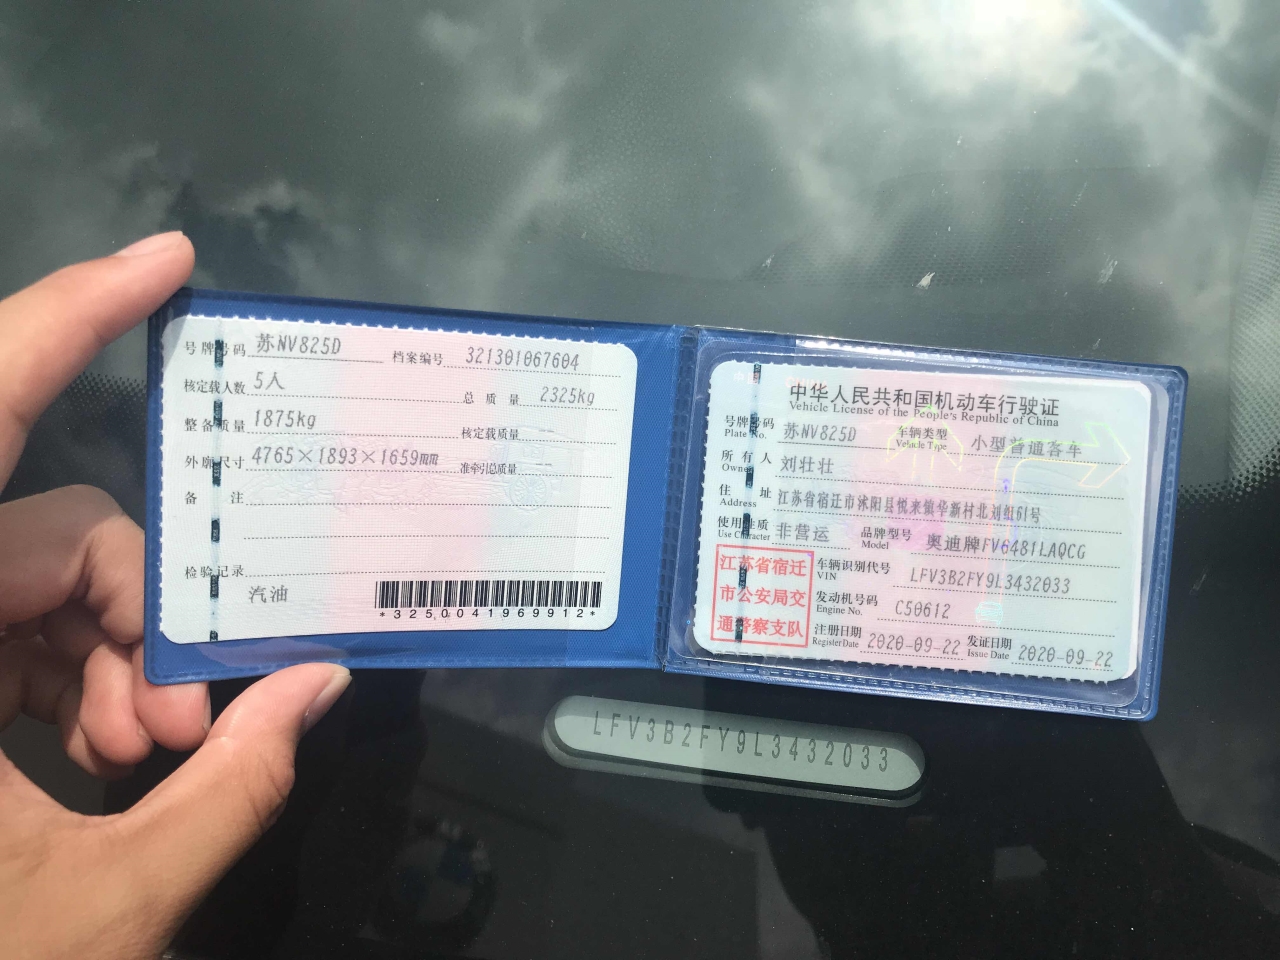 号牌号码 苏NV825D 档案编号 321301067604
核定载人数 5人 总质量 2325kg
整备质量 1875kg 核定载质量 --
外廓尺寸 4765×1893×1659mm 准牵引总质量 --
备注
检验记录
汽油
*3250041969912*
中华人民共和国机动车行驶证
Vehicle License of the People's Republic of China
号牌号码 苏NV825D 车辆类型 小型普通客车
Plate No. Vehicle Type
所有人 刘壮壮
Owner
住址 江苏省宿迁市沭阳县悦来镇华新村北刘组61号
Address
使用性质 非营运 品牌型号 奥迪牌FV6481LAQCG
Use Character Model
江苏省宿迁
市公安局交
通警察支队
车辆识别代号 LFV3B2FY9L3432033
VIN
发动机号码 C50612
Engine No.
注册日期 2020-09-22 发证日期 2020-09-22
Register Date Issue Date
LFV3B2FY9L3432033